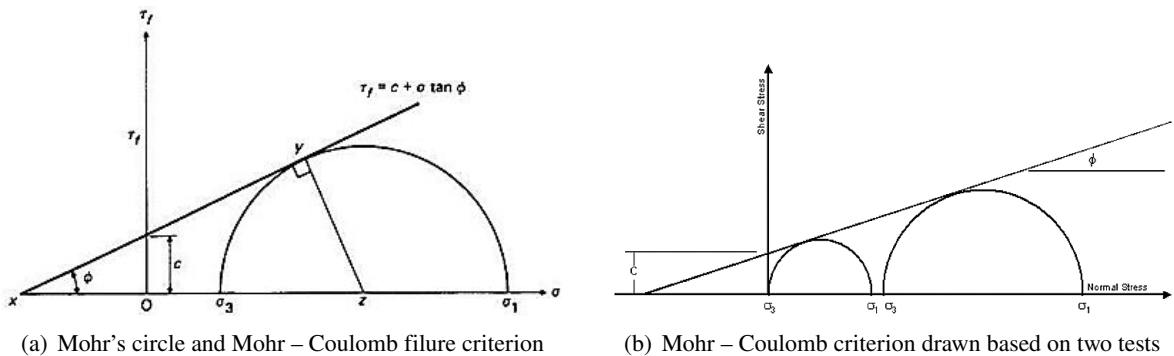 τf
τf = c + σ tan ϕ
τf
y
c
ϕ
x
O
σ3
z
σ1
σ
(a) Mohr's circle and Mohr – Coulomb filure criterion
Shear Stress
ϕ
C
Normal Stress
σ3
σ1
σ3
σ1
(b) Mohr – Coulomb criterion drawn based on two tests